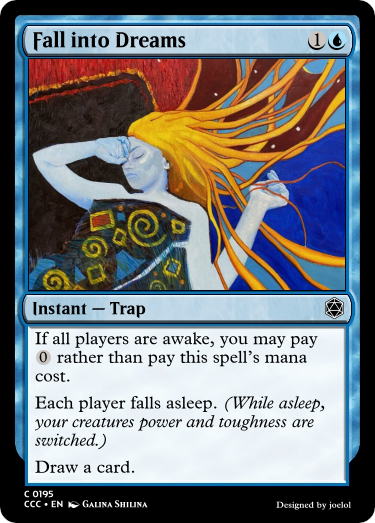 Fall into Dreams 1
Instant — Trap
If all players are awake, you may pay
0 rather than pay this spell's mana
cost.
Each player falls asleep. (While asleep,
your creatures power and toughness are
switched.)
Draw a card.
C 0195
CCC • EN Galina Shilina
Designed by joelol